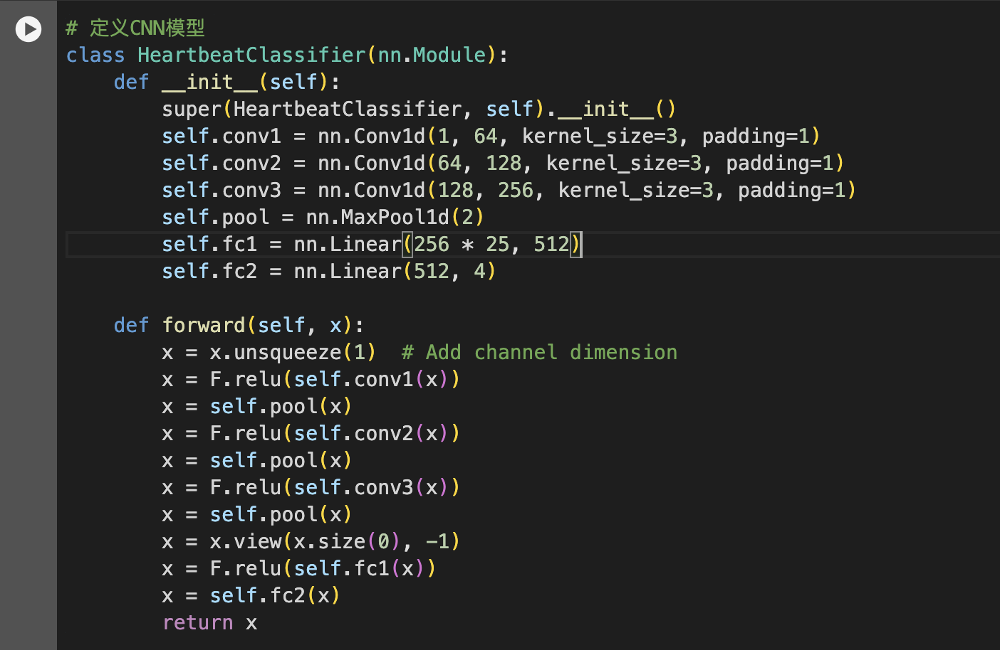 # 定义CNN模型
class HeartbeatClassifier(nn.Module):
    def __init__(self):
        super(HeartbeatClassifier, self).__init__()
        self.conv1 = nn.Conv1d(1, 64, kernel_size=3, padding=1)
        self.conv2 = nn.Conv1d(64, 128, kernel_size=3, padding=1)
        self.conv3 = nn.Conv1d(128, 256, kernel_size=3, padding=1)
        self.pool = nn.MaxPool1d(2)
        self.fc1 = nn.Linear(256 * 25, 512)
        self.fc2 = nn.Linear(512, 4)

    def forward(self, x):
        x = x.unsqueeze(1)  # Add channel dimension
        x = F.relu(self.conv1(x))
        x = self.pool(x)
        x = F.relu(self.conv2(x))
        x = self.pool(x)
        x = F.relu(self.conv3(x))
        x = self.pool(x)
        x = x.view(x.size(0), -1)
        x = F.relu(self.fc1(x))
        x = self.fc2(x)
        return x